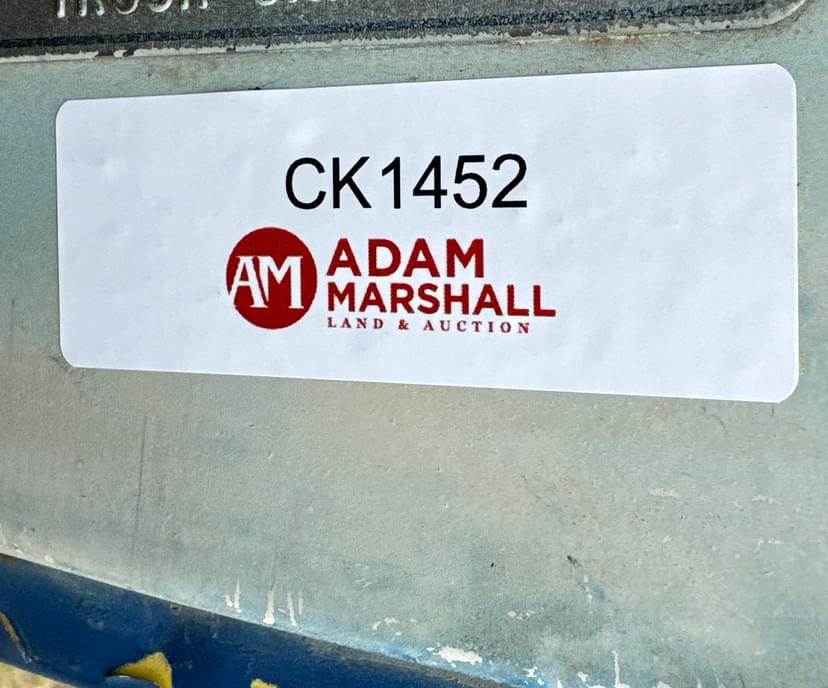 CK1452
AM
ADAM
MARSHALL
LAND & AUCTION